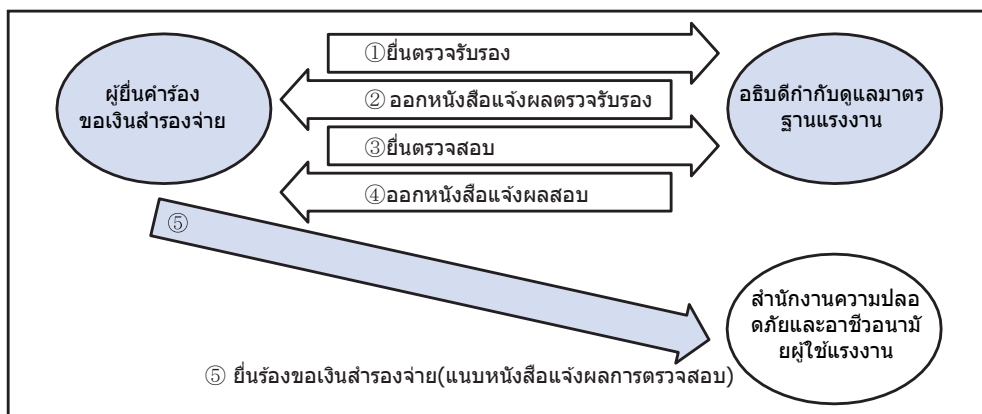 ①ยื่นตรวจรับรอง
② ออกหนังสือแจ้งผลตรวจรับรอง
③ยื่นตรวจสอบ
④ออกหนังสือแจ้งผลสอบ
ผู้ยื่นคำร้อง
ขอเงินสำรองจ่าย
อธิบดีกำกับดูแลมาตร
ฐานแรงงาน
⑤
สำนักงานความปลอ
ดภัยและอาชีวอนามั
ยผู้ใช้แรงงาน
⑤ ยื่นร้องขอเงินสำรองจ่าย(แนบหนังสือแจ้งผลการตรวจสอบ)